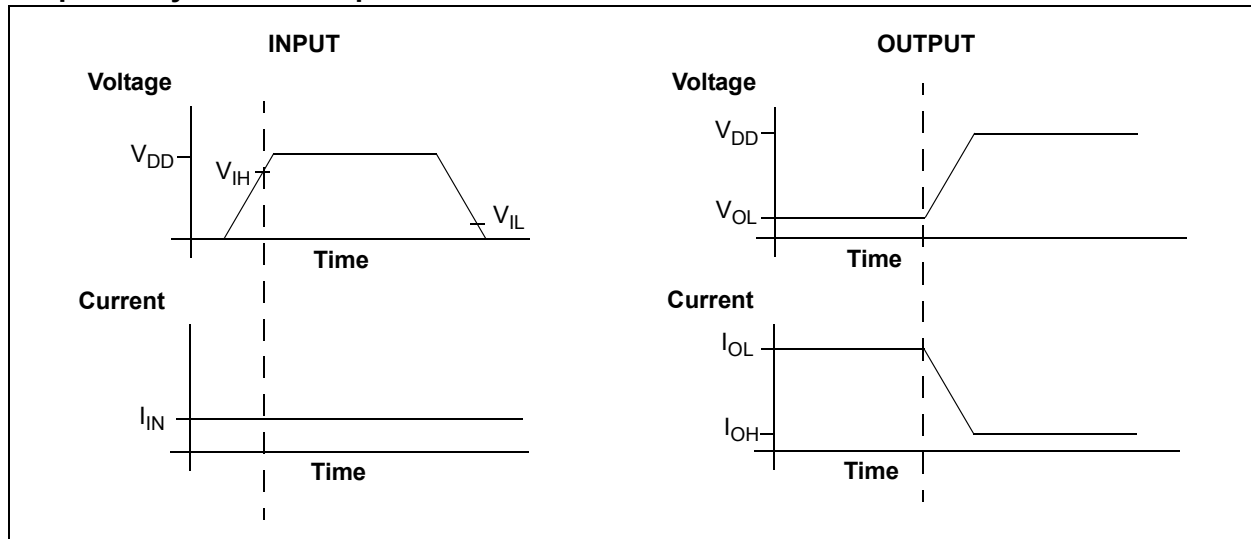 INPUT
Voltage
VDD
VIH
VIL
Time
Current
IIN
Time
OUTPUT
Voltage
VDD
VOL
Time
Current
IOL
IOH
Time